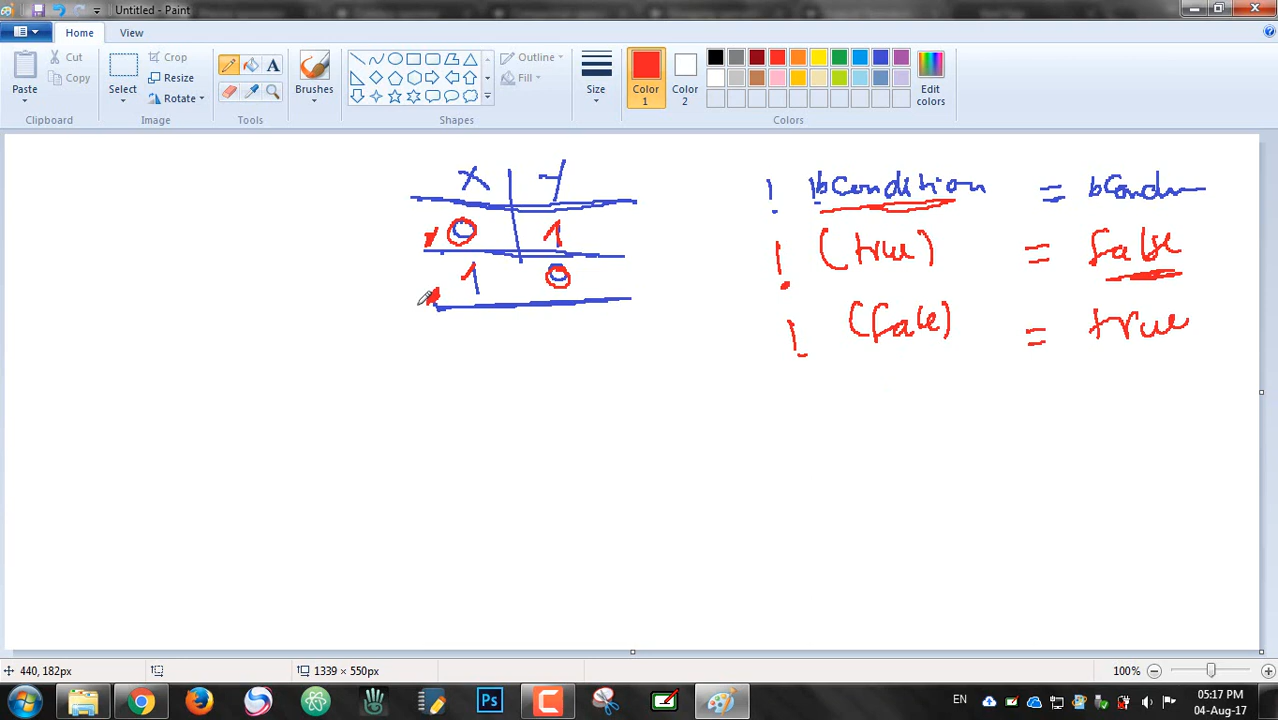 Untitled - Paint
Home View
Paste
Cut
Copy
Clipboard
Select
Crop
Resize
Rotate
Image
A
Tools
Brushes
Outline
Fill
Shapes
Size
Color 1
Color 2
Edit colors
Colors
X Y
0 1
1 0
! !bCondition =
! (true) = false
! (false) = true
440, 182px
1339 × 550px
100%
Ps
EN
05:17 PM
04-Aug-17